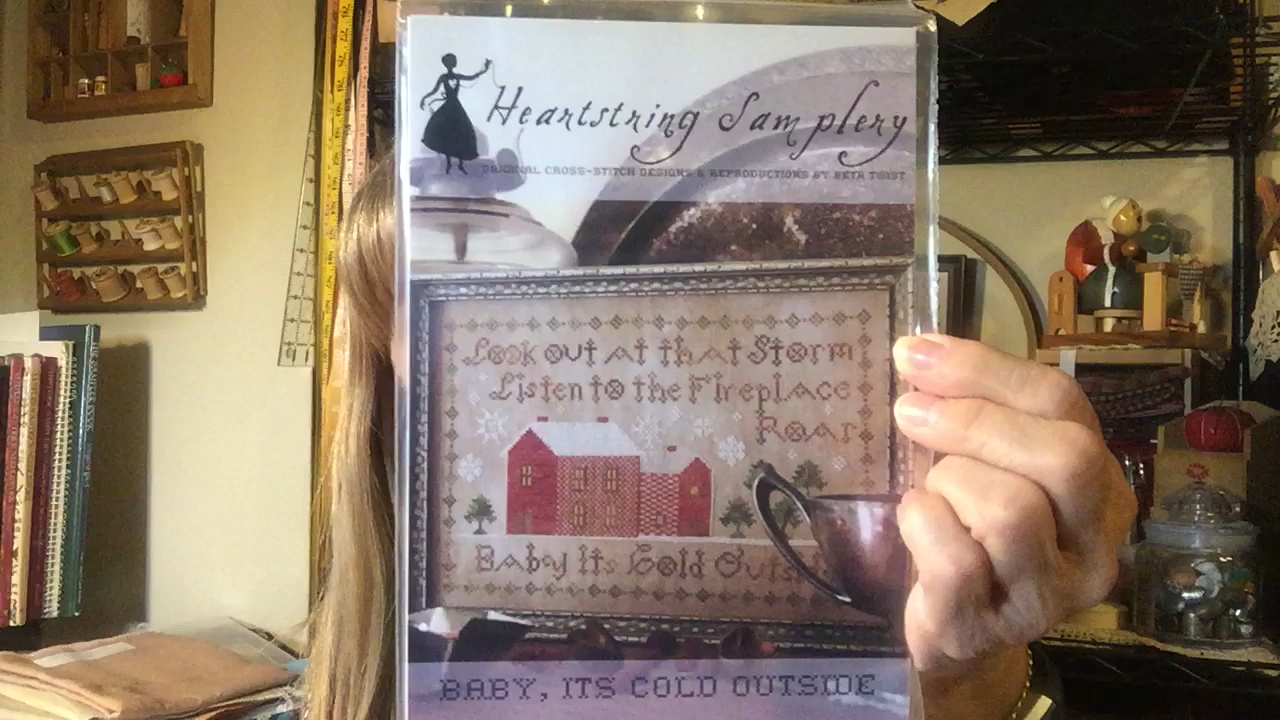 Heartstring Samplery
ORIGINAL CROSS-STITCH DESIGNS & REPRODUCTIONS BY BETH TWIST
Look out at that Storm
Listen to the Fireplace
Roar
Baby Its Cold Outs
BABY, ITS COLD OUTSIDE